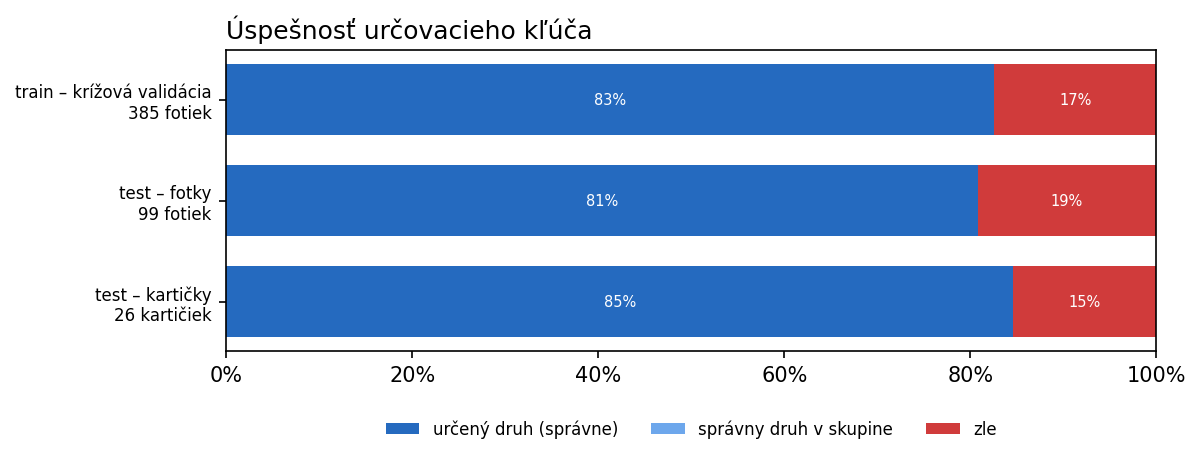 Úspešnosť určovacieho kľúča
train – krížová validácia
385 fotiek
83%
17%
test – fotky
99 fotiek
81%
19%
test – kartičky
26 kartičiek
85%
15%
0%
20%
40%
60%
80%
100%
určený druh (správne)
správny druh v skupine
zle